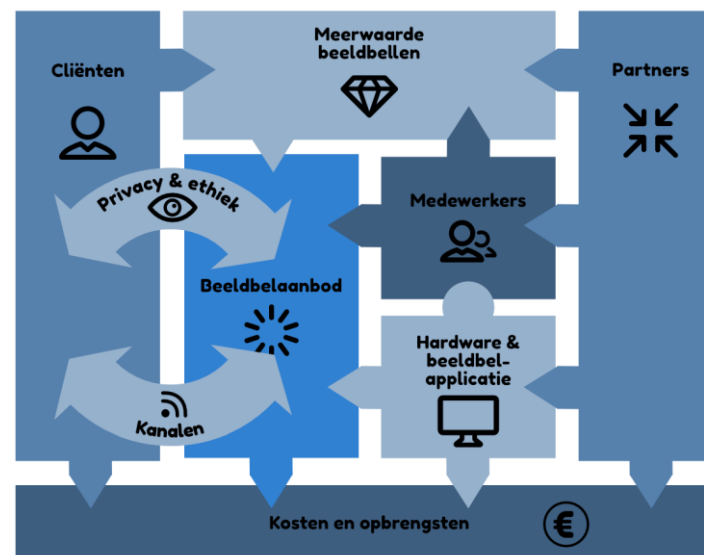 Cliënten
Meerwaarde
beeldbellen
Partners
Privacy & ethiek
Medewerkers
Beeldbelaanbod
Hardware &
beeldbel-
applicatie
Kanalen
Kosten en opbrengsten
€